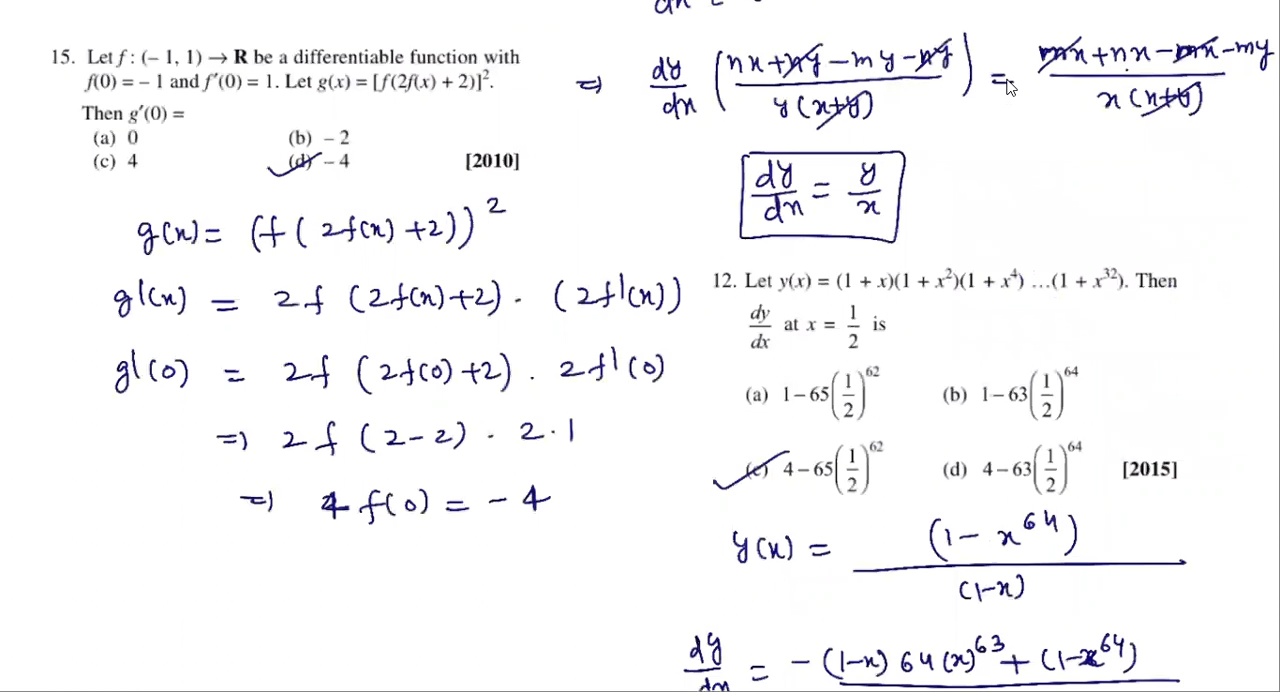 15. Let f : (– 1, 1) → R be a differentiable function with
f(0) = – 1 and f′(0) = 1. Let g(x) = [f(2f(x) + 2)]².
Then g′(0) =
(a) 0 (b) – 2
(c) 4 (d) – 4 [2010]
g(x) = (f ( 2f(x) +2))²
g'(x) = 2f (2f(x)+2) · (2f'(x))
g'(0) = 2f (2f(0)+2) · 2f'(0)
=) 2f (2-2) · 2·1
=) 4 f(0) = -4
=) dy/dx ((nx+ny-my-ny)/(y(x+y))) = (mx+nx-mx-my)/(x(x+y))
dy/dx = y/x
12. Let y(x) = (1 + x)(1 + x²)(1 + x⁴) ...(1 + x³²). Then
dy/dx at x = 1/2 is
(a) 1–65(1/2)⁶² (b) 1–63(1/2)⁶⁴
(c) 4–65(1/2)⁶² (d) 4–63(1/2)⁶⁴ [2015]
y(x) = (1-x⁶⁴)/(1-x)
dy/dx = -(1-x) 64(x)⁶³ + (1-x⁶⁴)